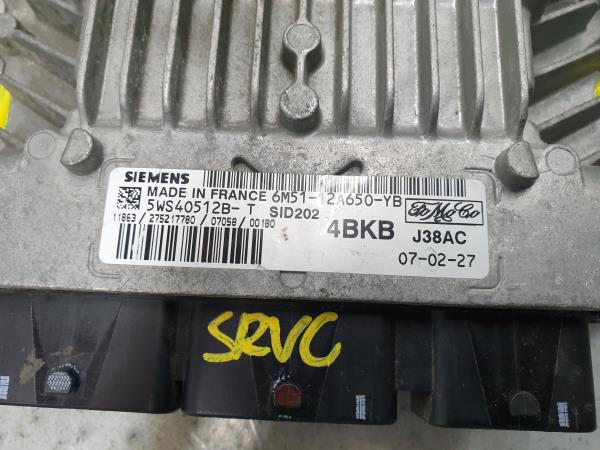 SIEMENS
MADE IN FRANCE 6M51-12A650-YB
5WS40512B-T SID202 4BKB FoMoCo
11863/ 275217780/ 07058/ 001B0 J38AC
07-02-27
SRVC